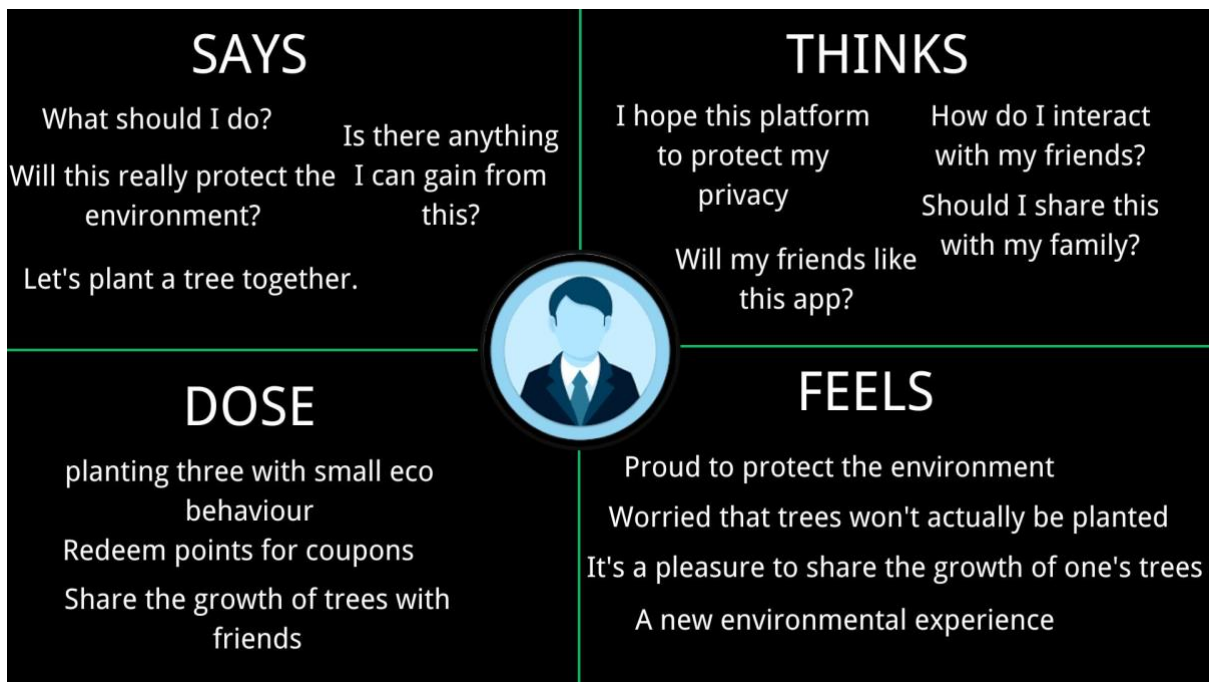 SAYS
What should I do?
Will this really protect the
environment?
Is there anything
I can gain from
this?
Let's plant a tree together.
THINKS
I hope this platform
to protect my
privacy
How do I interact
with my friends?
Should I share this
with my family?
Will my friends like
this app?
DOSE
planting three with small eco
behaviour
Redeem points for coupons
Share the growth of trees with
friends
FEELS
Proud to protect the environment
Worried that trees won't actually be planted
It's a pleasure to share the growth of one's trees
A new environmental experience